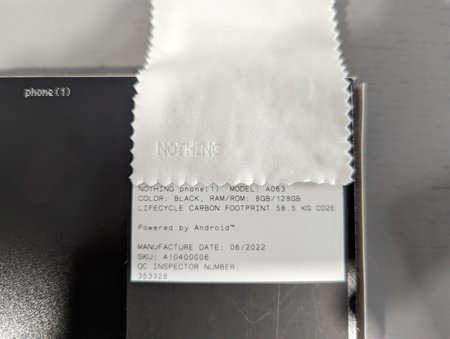 phone(1)
NOTHING
NOTHING phone(1) MODEL: A063
COLOR: BLACK, RAM/ROM: 8GB/128GB
LIFECYCLE CARBON FOOTPRINT 58.5 KG CO2E
Powered by Android™
MANUFACTURE DATE: 06/2022
SKU: A10400006
QC INSPECTOR NUMBER:
353328